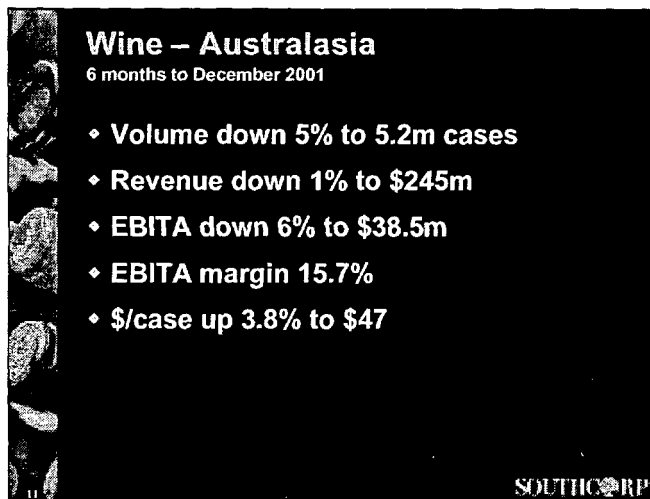 Wine – Australasia
6 months to December 2001
Volume down 5% to 5.2m cases
Revenue down 1% to $245m
EBITA down 6% to $38.5m
EBITA margin 15.7%
$/case up 3.8% to $47
11
SOUTHCORP